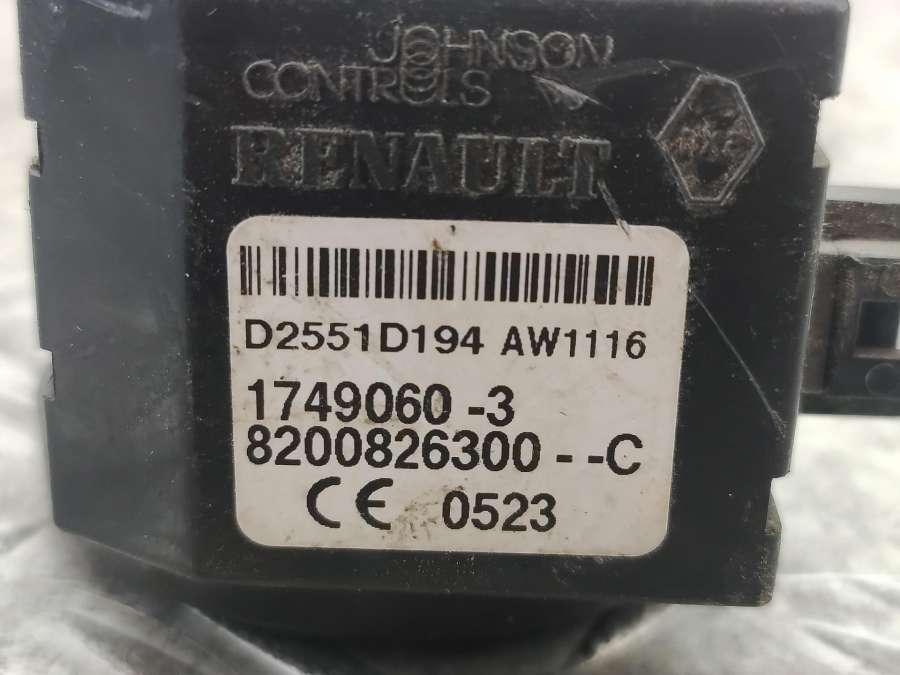 JOHNSON
CONTROLS
RENAULT
D2551D194 AW1116
1749060 -3
8200826300 - -C
CE 0523